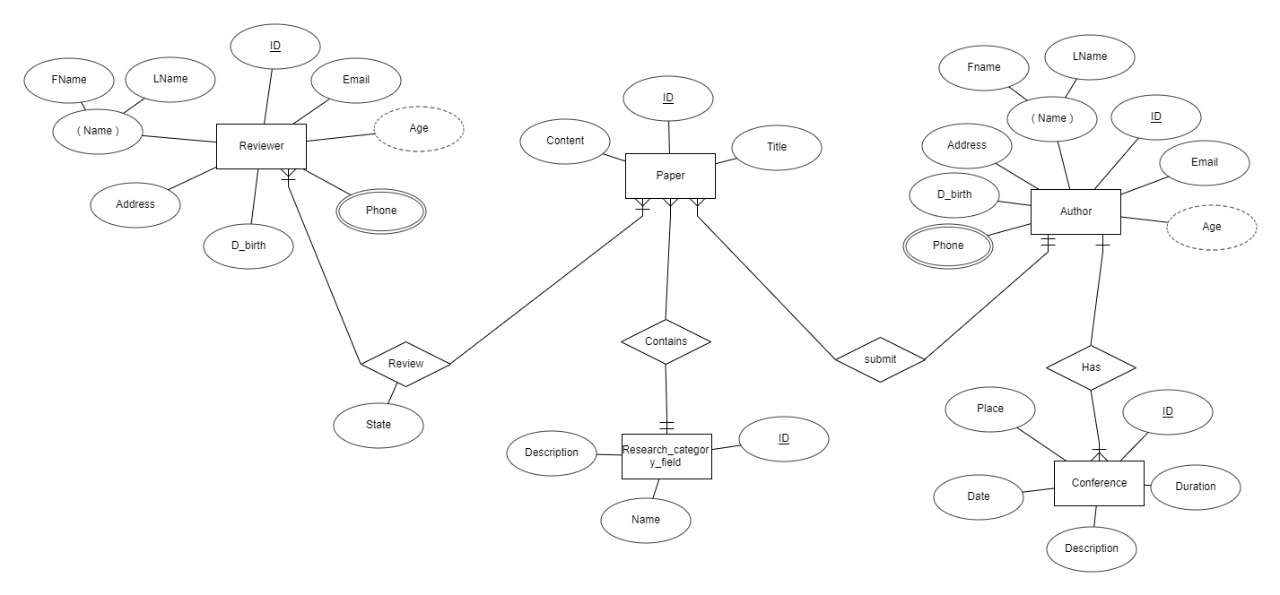 ID
FName
LName
Email
( Name )
Age
Reviewer
Address
Phone
D_birth
ID
Content
Title
Paper
Fname
LName
( Name )
ID
Address
Email
D_birth
Author
Phone
Age
Review
State
Contains
submit
Has
Research_categor
y_field
Description
ID
Name
Place
ID
Conference
Date
Duration
Description